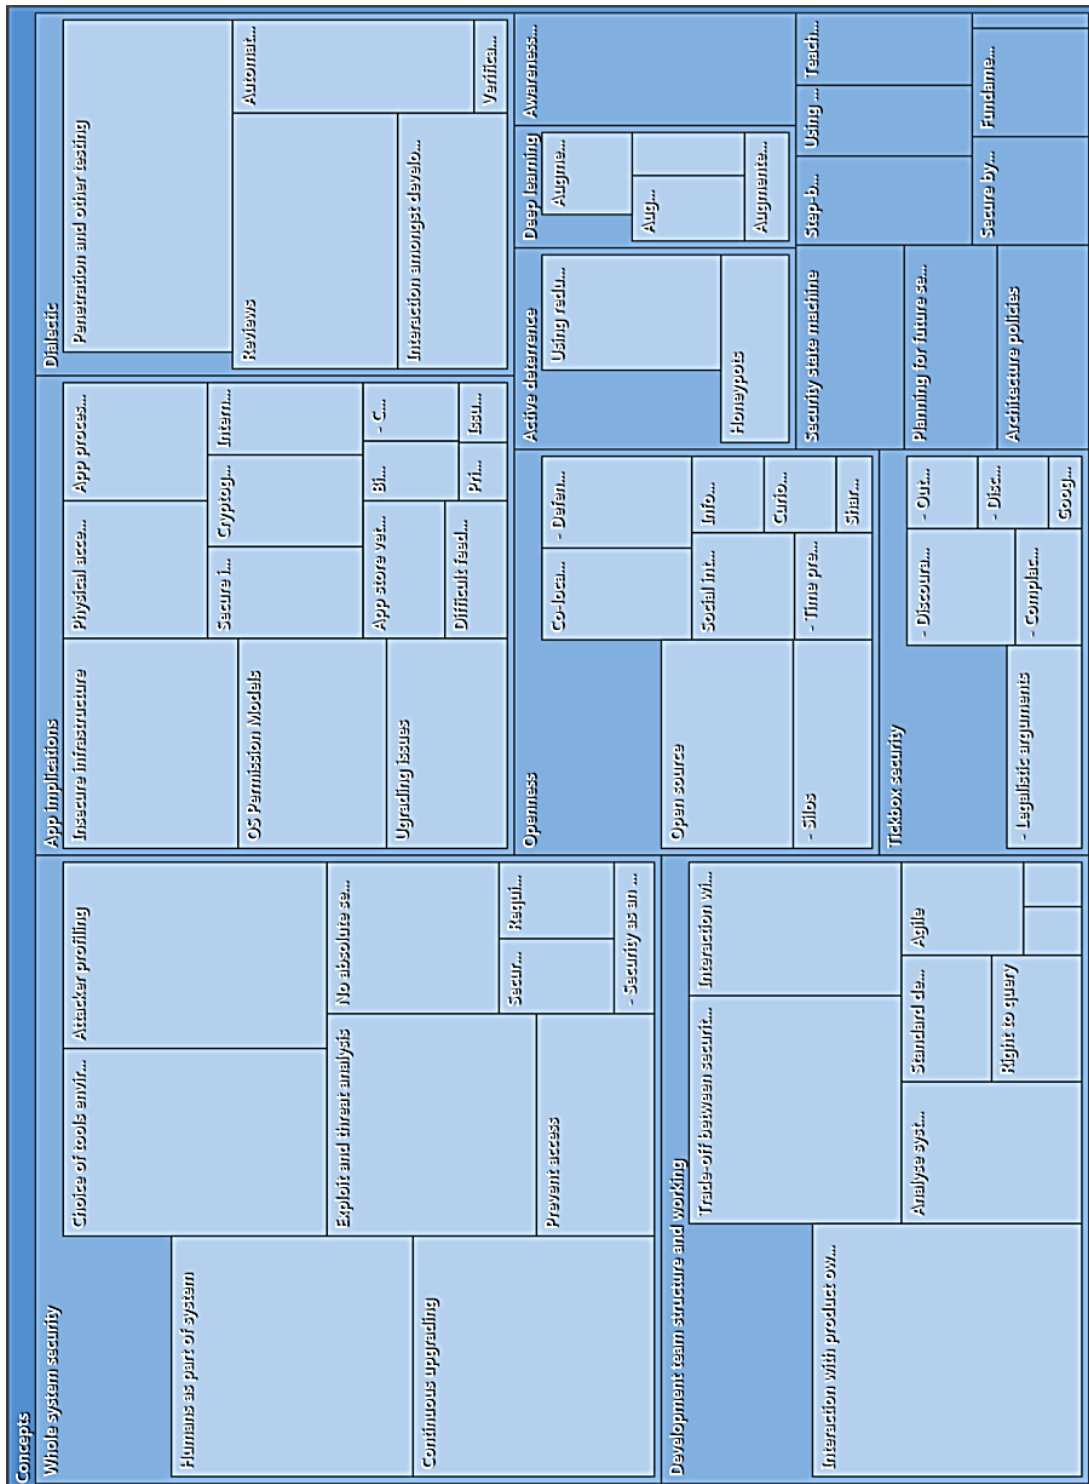 Concepts
Whole system security
Humans as part of system
Continuous upgrading
Choice of tools envir...
Attacker profiling
Exploit and threat analysis
Prevent access
No absolute se...
Secur...
Requi...
- Security as an ...
Development team structure and working
Interaction with product ow...
Trade-off between securit...
Interaction wi...
Analyse syst...
Standard de...
Right to query
Agile
App implications
Insecure infrastructure
OS Permission Models
Ugrading issues
Physical acce...
App proces...
Secure i...
Cryptog...
Interni...
App store vet...
Difficult feed...
Bi...
- C...
Pri...
Issu...
Dialectic
Penetration and other testing
Reviews
Automat...
Interaction amongst develo...
Verifica...
Openness
Open source
- Silos
Co-loca...
- Defen...
Social int...
- Time pre...
Info...
Curio...
Shar...
Tickbox security
- Legalistic arguments
- Discoura...
- Complac...
- Out...
- Disc...
Goog...
Active deterrence
Using redu...
Honeypots
Deep learning
Augme...
Aug...
Augmente...
Awareness...
Security state machine
Planning for future se...
Architecture policies
Step-b...
Using ...
Teach...
Secure by...
Fundame...